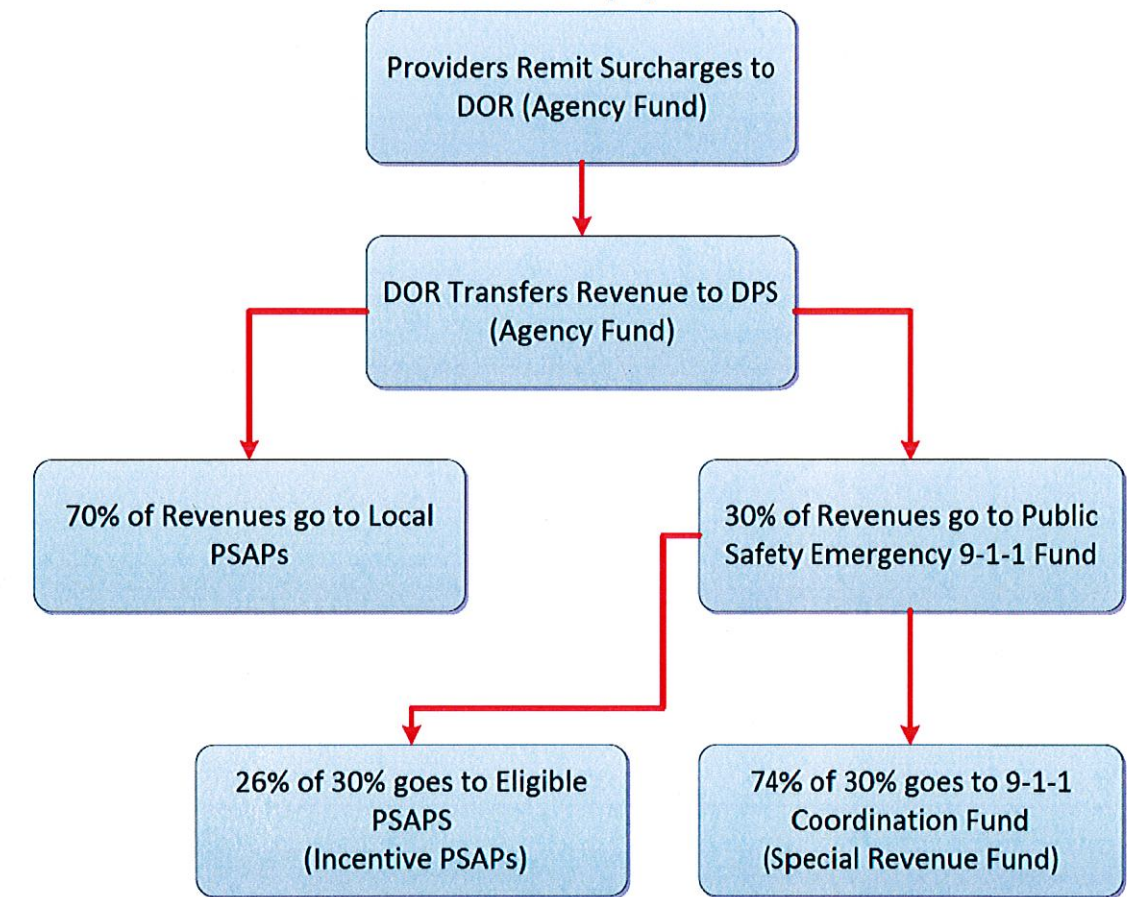 Providers Remit Surcharges to
DOR (Agency Fund)
DOR Transfers Revenue to DPS
(Agency Fund)
70% of Revenues go to Local
PSAPs
30% of Revenues go to Public
Safety Emergency 9-1-1 Fund
26% of 30% goes to Eligible
PSAPS
(Incentive PSAPs)
74% of 30% goes to 9-1-1
Coordination Fund
(Special Revenue Fund)